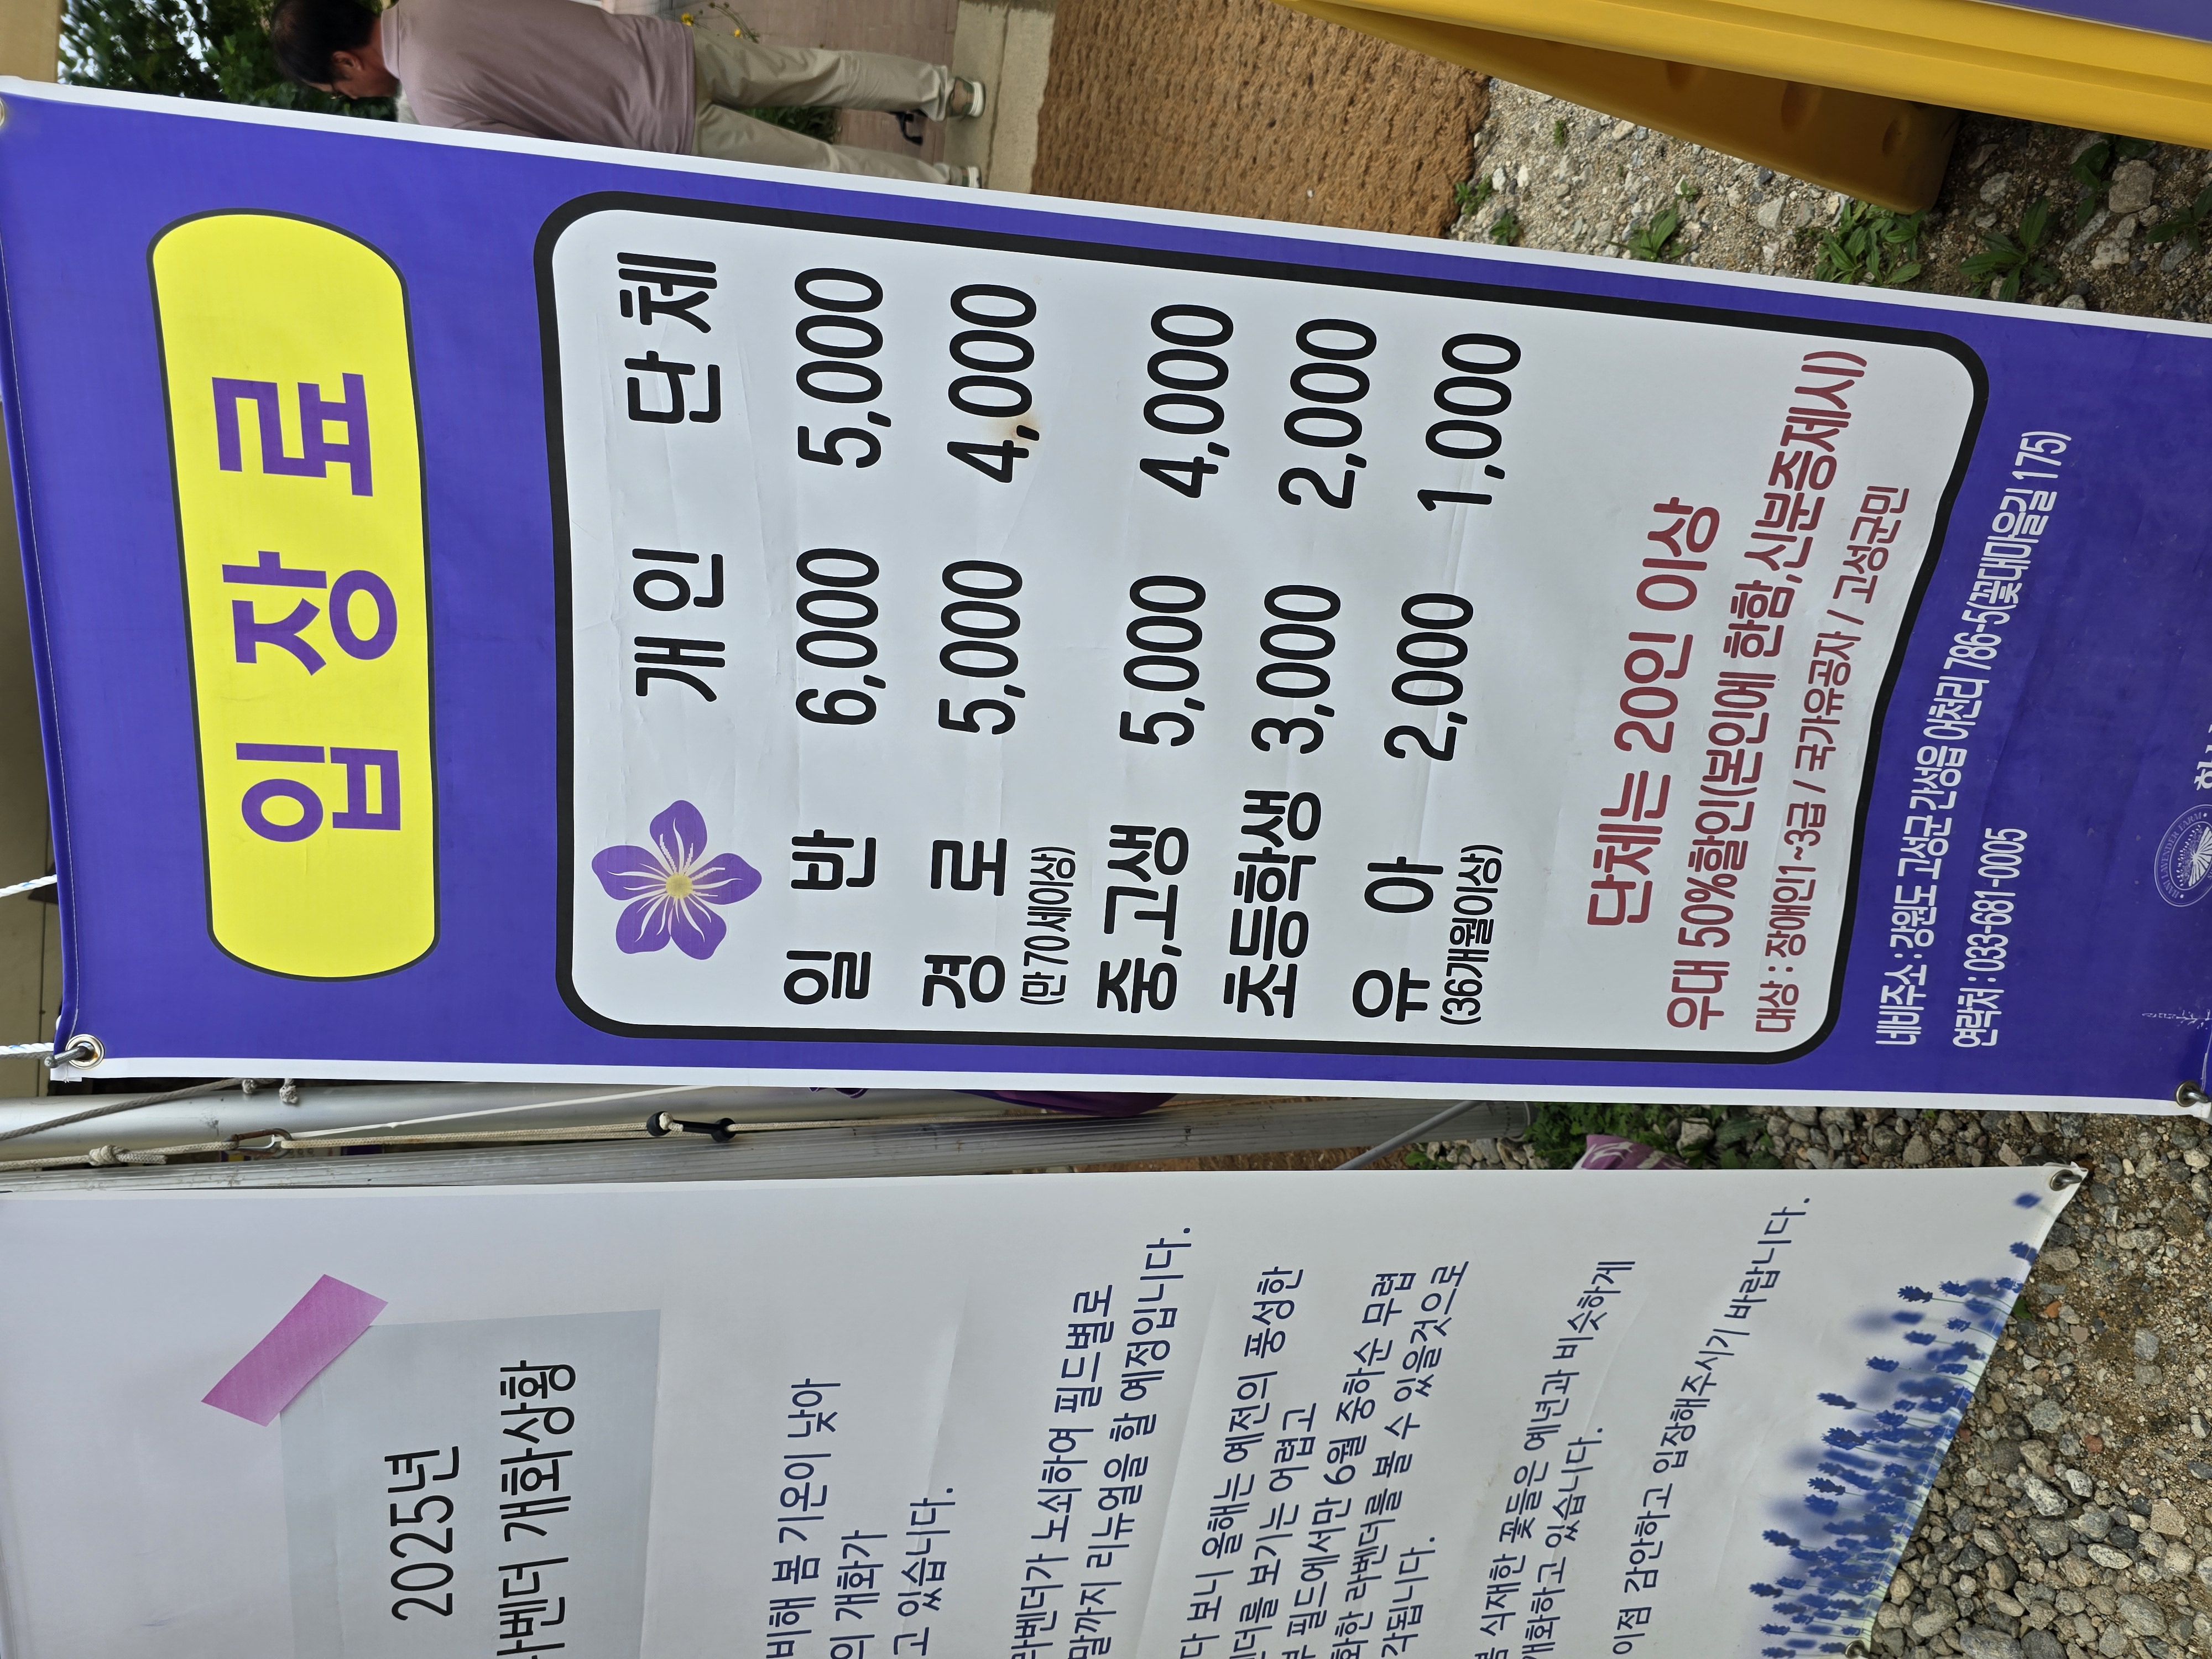 입장료
개인 단체
일반 6,000 5,000
경로 5,000 4,000
(만 70세이상)
중,고생 5,000 4,000
초등학생 3,000 2,000
유아 2,000 1,000
(36개월이상)
단체는 20인 이상
우대 50%할인(본인에 한함,신분증제시)
대상 : 장애인1~3급 / 국가유공자 / 고성군민
네비주소 : 강원도 고성군 간성읍 어천리 786-5(꽃대마을길 175)
연락처 : 033-681-0005
LAVENDER FARM
2025년
개화상황
비해 봄 기온이 낮아
의 개화가
고 있습니다.
노쇠하여 필드별로
말까지 리뉴얼을 할 예정입니다.
다 보니 올해는 예전의 풍성한
보기는 어렵고
필드에서만 6월 중하순 무렵
라벤더를 볼 수 있을것으로
각됩니다.
식재한 꽃들은 예년과 비슷하게
개화하고 있습니다.
이점 감안하고 입장해주시기 바랍니다.